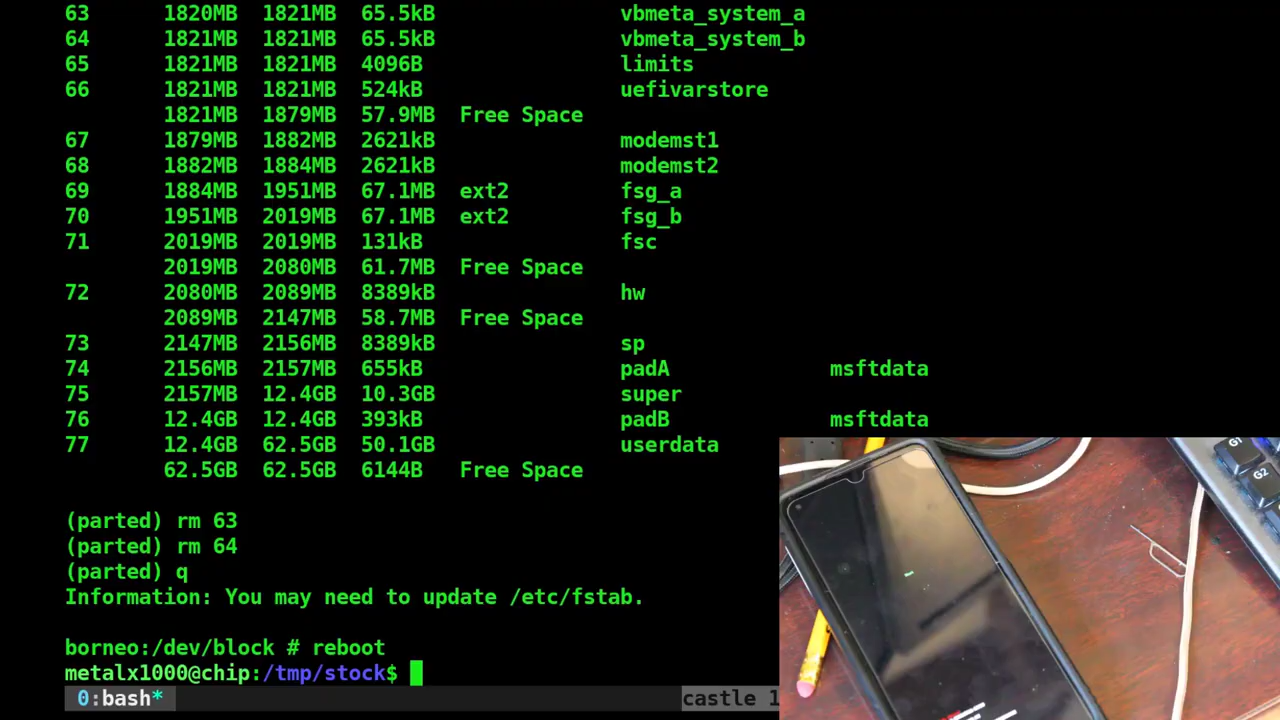 63      1820MB  1821MB  65.5kB               vbmeta_system_a
64      1821MB  1821MB  65.5kB               vbmeta_system_b
65      1821MB  1821MB  4096B                limits
66      1821MB  1821MB  524kB                uefivarstore
        1821MB  1879MB  57.9MB  Free Space
67      1879MB  1882MB  2621kB               modemst1
68      1882MB  1884MB  2621kB               modemst2
69      1884MB  1951MB  67.1MB  ext2         fsg_a
70      1951MB  2019MB  67.1MB  ext2         fsg_b
71      2019MB  2019MB  131kB                fsc
        2019MB  2080MB  61.7MB  Free Space
72      2080MB  2089MB  8389kB               hw
        2089MB  2147MB  58.7MB  Free Space
73      2147MB  2156MB  8389kB               sp
74      2156MB  2157MB  655kB                padA             msftdata
75      2157MB  12.4GB  10.3GB               super
76      12.4GB  12.4GB  393kB                padB             msftdata
77      12.4GB  62.5GB  50.1GB               userdata
        62.5GB  62.5GB  6144B   Free Space
(parted) rm 63
(parted) rm 64
(parted) q
Information: You may need to update /etc/fstab.
borneo:/dev/block # reboot
metalx1000@chip:/tmp/stock$
0:bash*
castle 1
G1
G2